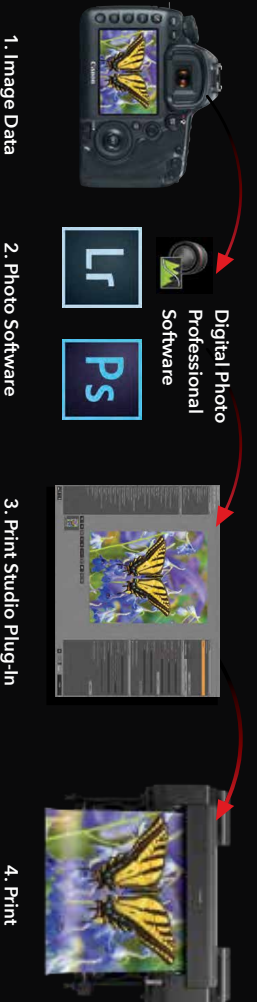 Canon
1. Image Data
Digital Photo
Professional
Software
Lr
Ps
2. Photo Software
3. Print Studio Plug-In
4. Print